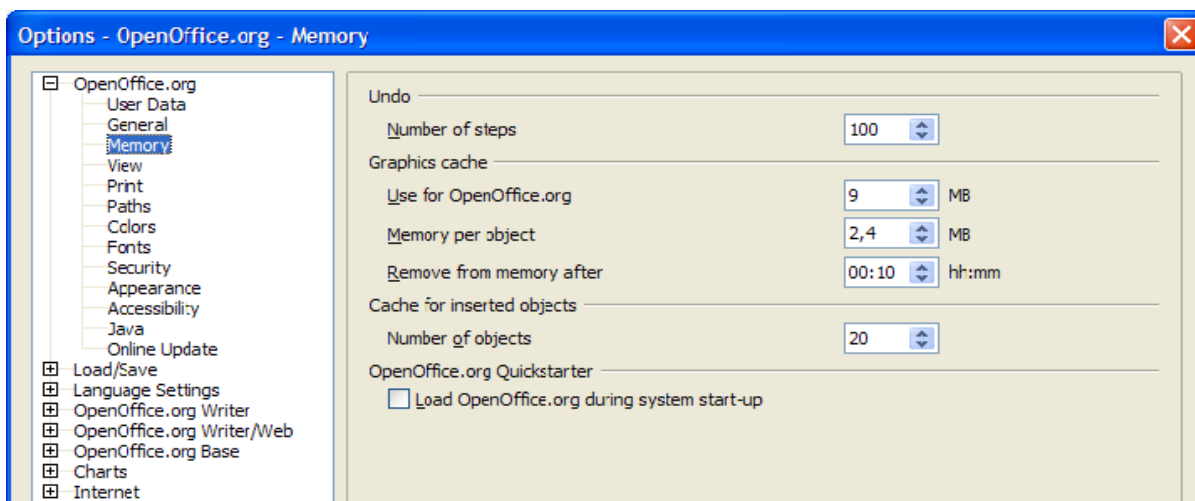 Options - OpenOffice.org - Memory
OpenOffice.org
User Data
General
Memory
View
Print
Paths
Colors
Fonts
Security
Appearance
Accessibility
Java
Online Update
Load/Save
Language Settings
OpenOffice.org Writer
OpenOffice.org Writer/Web
OpenOffice.org Base
Charts
Internet
Undo
Number of steps 100
Graphics cache
Use for OpenOffice.org 9 MB
Memory per object 2,4 MB
Remove from memory after 00:10 hh:mm
Cache for inserted objects
Number of objects 20
OpenOffice.org Quickstarter
Load OpenOffice.org during system start-up